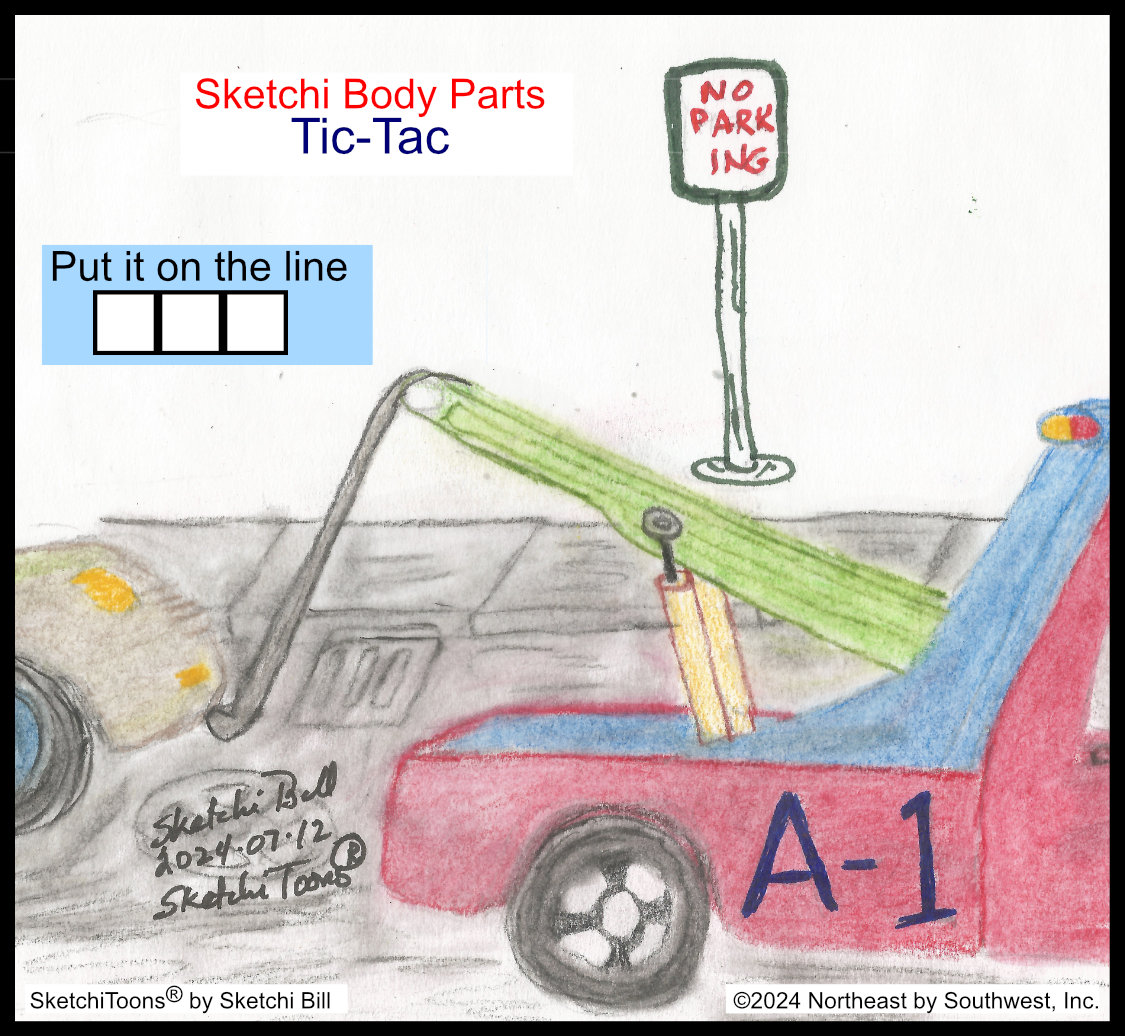 Sketchi Body Parts
Tic-Tac
NO
PARK
ING
Put it on the line
A-1
Sketchi Bill
2024.07.12
SketchiToons®
SketchiToons® by Sketchi Bill
©2024 Northeast by Southwest, Inc.